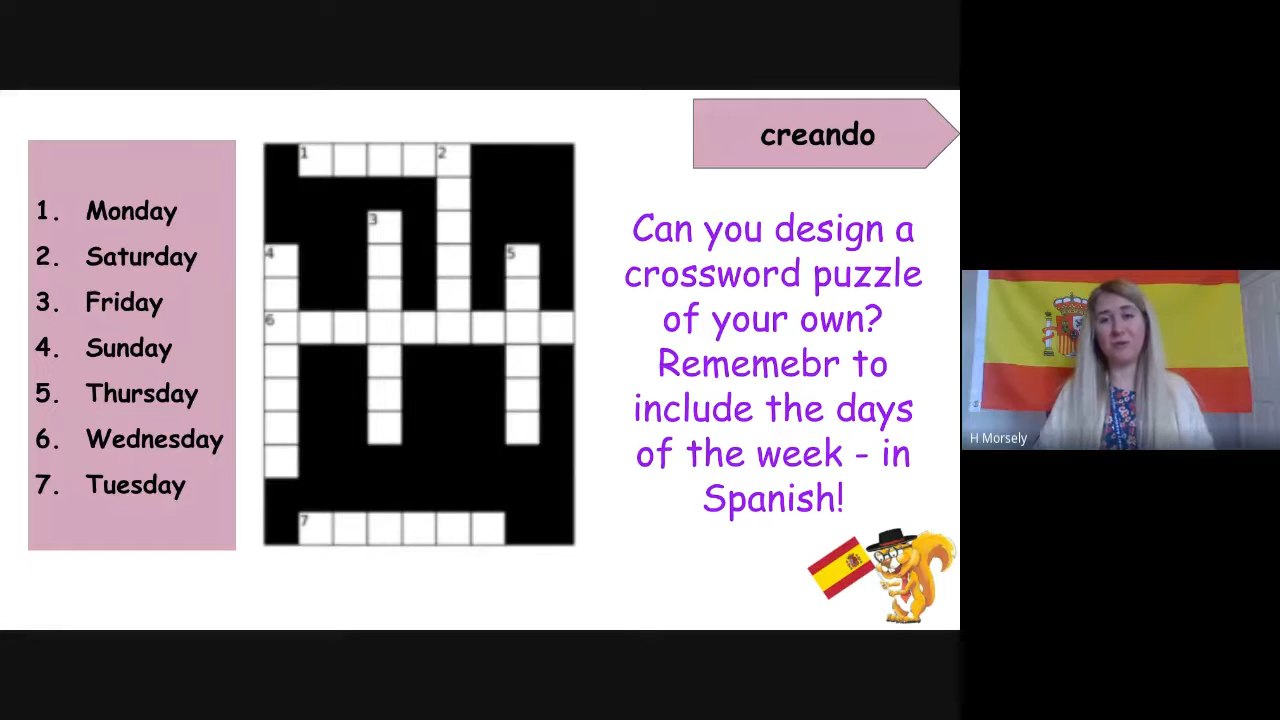 creando
1. Monday
2. Saturday
3. Friday
4. Sunday
5. Thursday
6. Wednesday
7. Tuesday
1
2
3
4
5
6
7
Can you design a
crossword puzzle
of your own?
Rememebr to
include the days
of the week - in
Spanish!
H Morsely